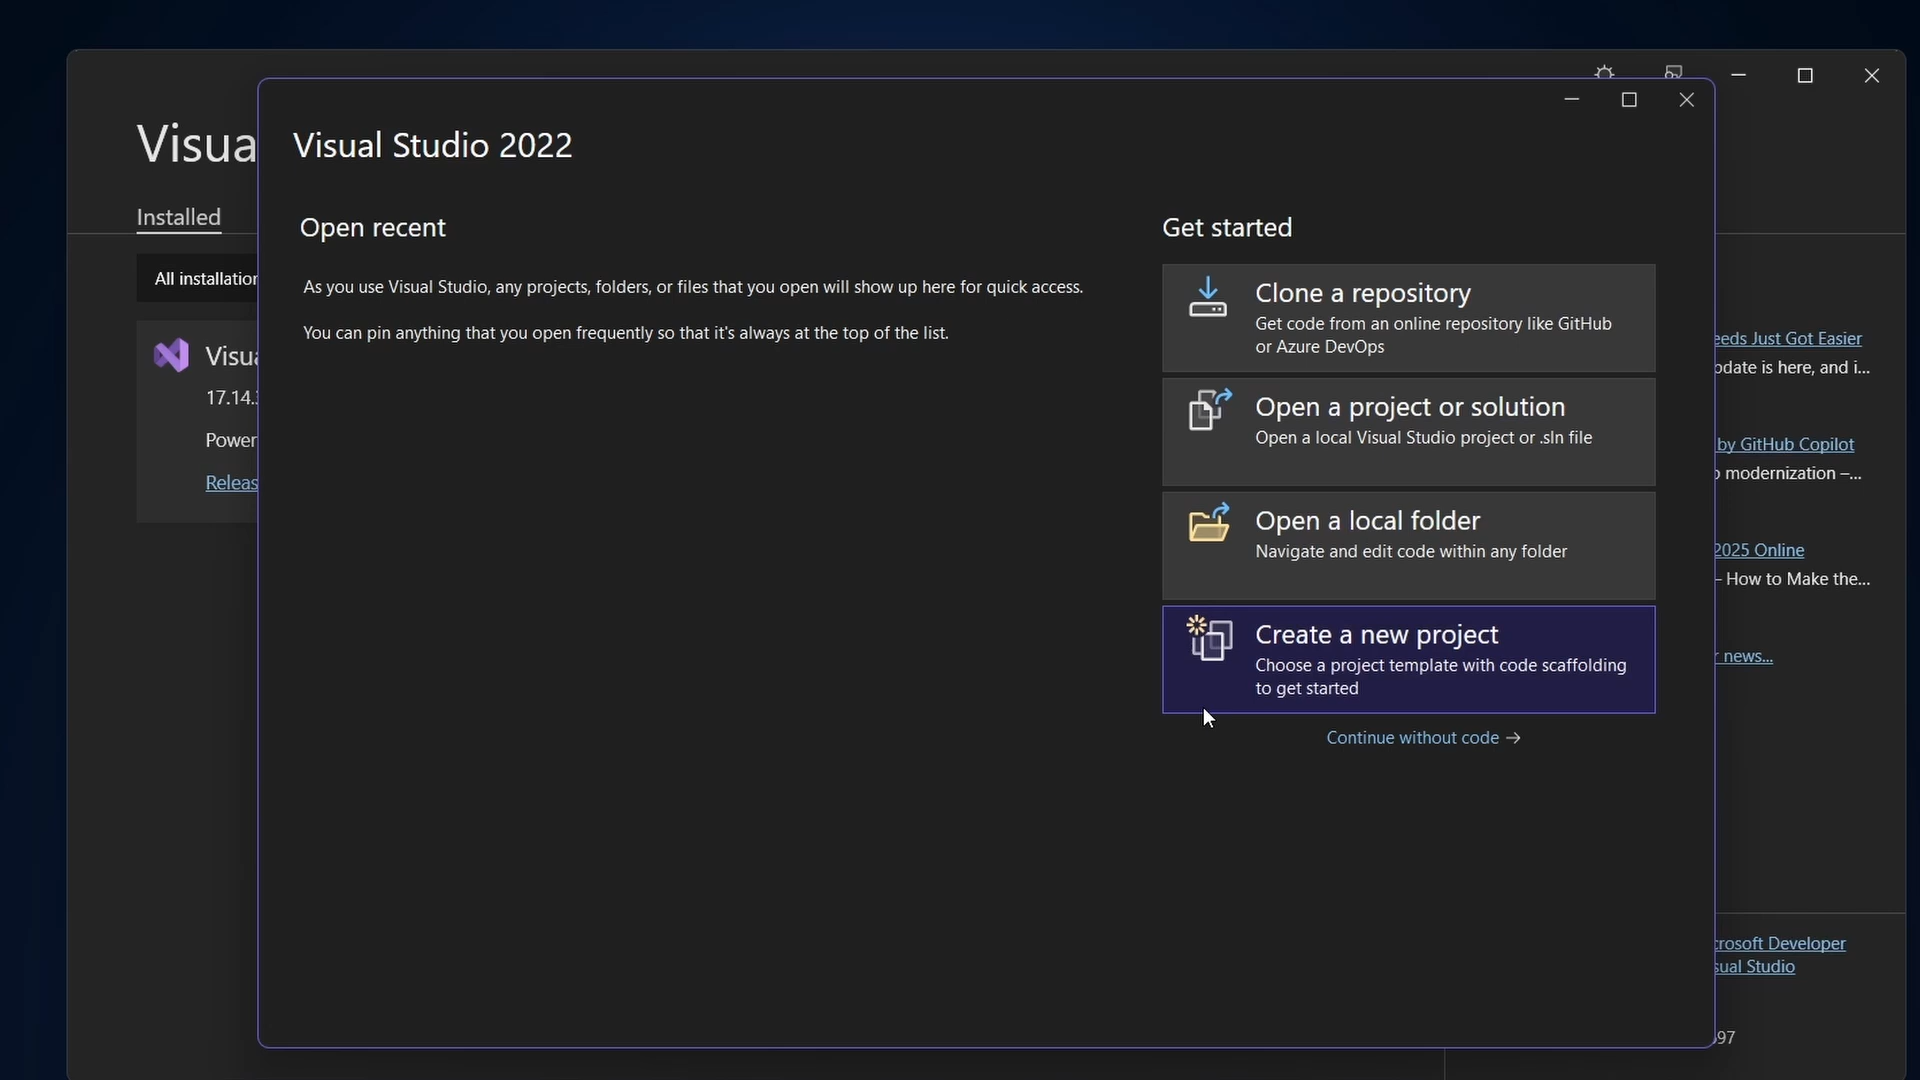 Visua
Installed
All installation
Visua
17.14.
Power
Releas
Visual Studio 2022
Open recent
As you use Visual Studio, any projects, folders, or files that you open will show up here for quick access.
You can pin anything that you open frequently so that it's always at the top of the list.
Get started
Clone a repository
Get code from an online repository like GitHub
or Azure DevOps
Open a project or solution
Open a local Visual Studio project or .sln file
Open a local folder
Navigate and edit code within any folder
Create a new project
Choose a project template with code scaffolding
to get started
Continue without code →
eeds Just Got Easier
pdate is here, and i...
by GitHub Copilot
modernization –...
2025 Online
- How to Make the...
r news...
crosoft Developer
sual Studio
97